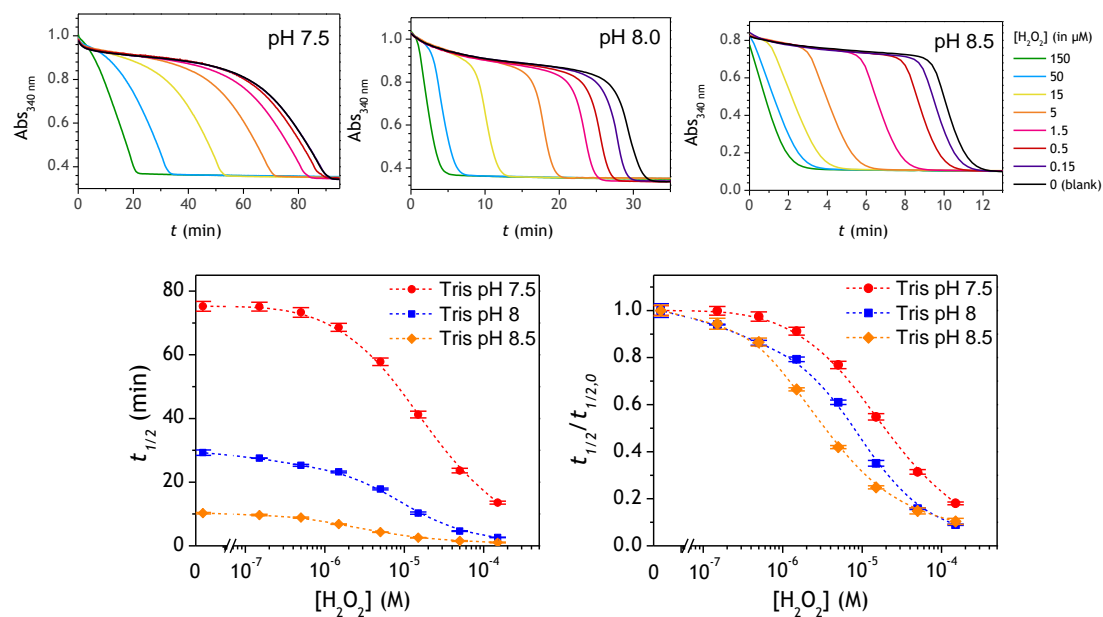 pH 7.5
Abs340 nm
1.0
0.8
0.6
0.4
0 20 40 60 80
t (min)
pH 8.0
Abs340 nm
1.0
0.8
0.6
0.4
0 10 20 30
t (min)
pH 8.5
Abs340 nm
0.8
0.6
0.4
0.2
0.0
0 2 4 6 8 10 12
t (min)
[H2O2] (in μM)
150
50
15
5
1.5
0.5
0.15
0 (blank)
t1/2 (min)
80
60
40
20
0
Tris pH 7.5
Tris pH 8
Tris pH 8.5
0 10-7 10-6 10-5 10-4
[H2O2] (M)
t1/2/t1/2,0
1.0
0.8
0.6
0.4
0.2
0.0
Tris pH 7.5
Tris pH 8
Tris pH 8.5
0 10-7 10-6 10-5 10-4
[H2O2] (M)